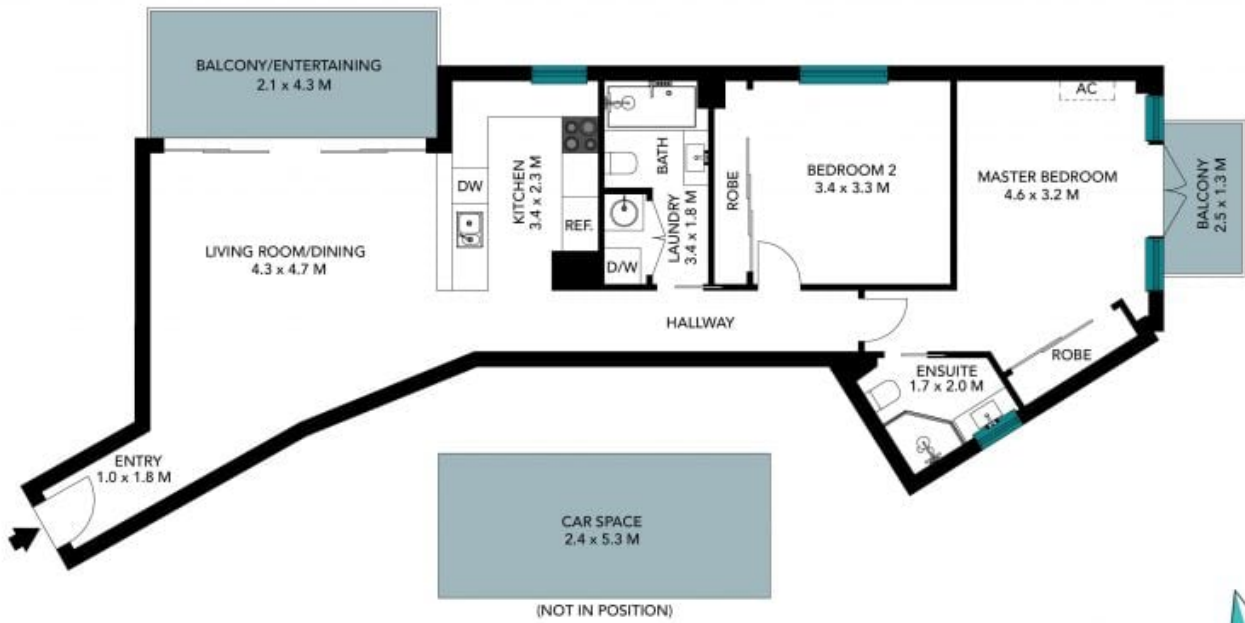 BALCONY/ENTERTAINING
2.1 x 4.3 M
LIVING ROOM/DINING
4.3 x 4.7 M
DW
KITCHEN
3.4 x 2.3 M
REF.
BATH
LAUNDRY
3.4 x 1.8 M
D/W
ROBE
BEDROOM 2
3.4 x 3.3 M
AC
MASTER BEDROOM
4.6 x 3.2 M
BALCONY
2.5 x 1.3 M
HALLWAY
ROBE
ENSUITE
1.7 x 2.0 M
ENTRY
1.0 x 1.8 M
CAR SPACE
2.4 x 5.3 M
(NOT IN POSITION)